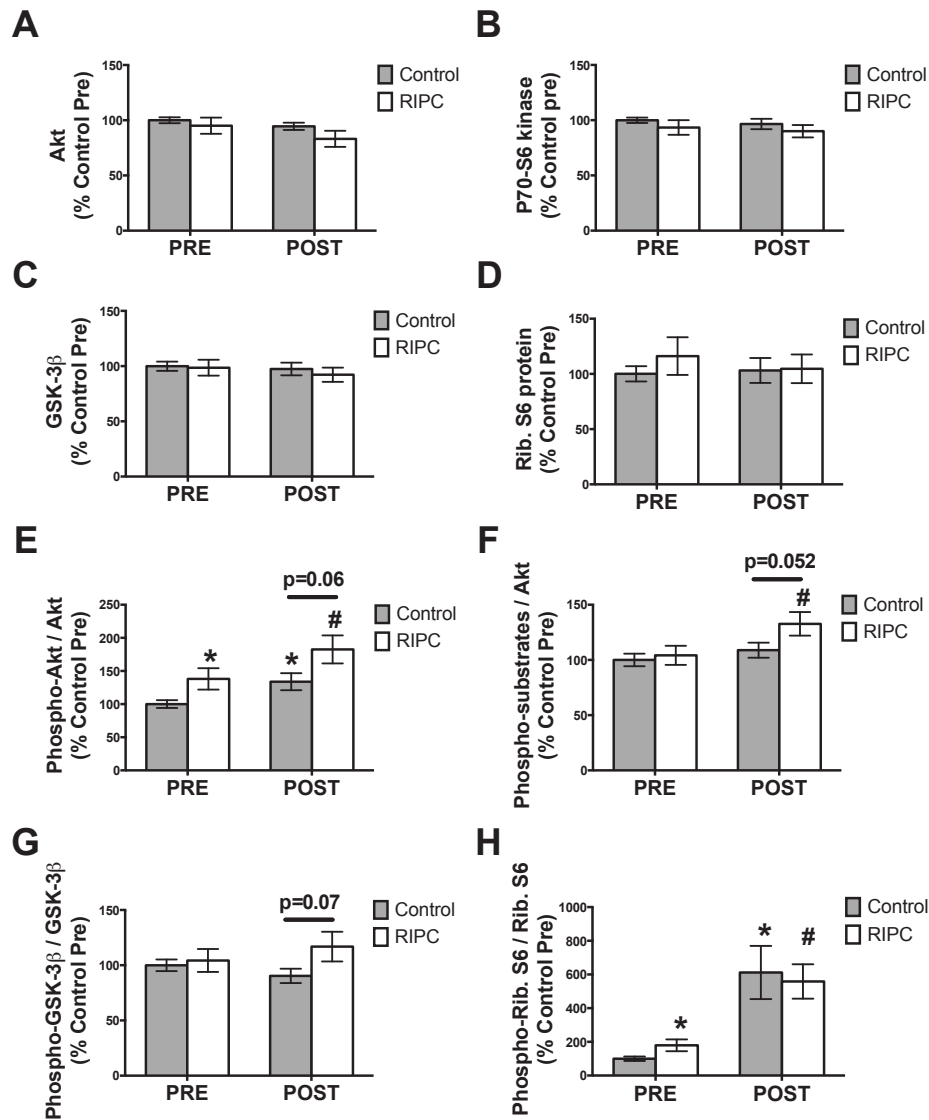 A
Akt
(% Control Pre)
150
100
50
0
PRE
POST
Control
RIPC
B
P70-S6 kinase
(% Control pre)
150
100
50
0
PRE
POST
Control
RIPC
C
GSK-3β
(% Control Pre)
150
100
50
0
PRE
POST
Control
RIPC
D
Rib. S6 protein
(% Control Pre)
150
100
50
0
PRE
POST
Control
RIPC
E
Phospho-Akt / Akt
(% Control Pre)
250
200
150
100
50
0
p=0.06
*
*
#
PRE
POST
Control
RIPC
F
Phospho-substrates / Akt
(% Control Pre)
150
100
50
0
p=0.052
#
PRE
POST
Control
RIPC
G
Phospho-GSK-3β / GSK-3β
(% Control Pre)
150
100
50
0
p=0.07
PRE
POST
Control
RIPC
H
Phospho-Rib. S6 / Rib. S6
(% Control Pre)
1000
800
600
400
200
0
*
*
#
PRE
POST
Control
RIPC